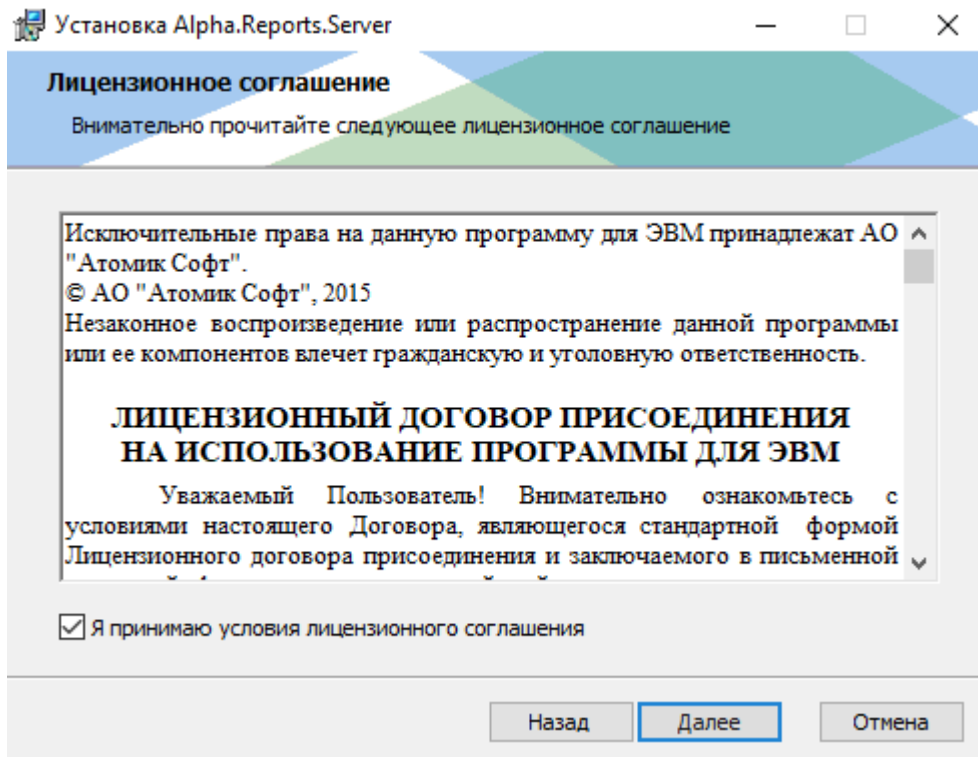 Установка Alpha.Reports.Server
Лицензионное соглашение
Внимательно прочитайте следующее лицензионное соглашение
Исключительные права на данную программу для ЭВМ принадлежат АО
"Атомик Софт".
© АО "Атомик Софт", 2015
Незаконное воспроизведение или распространение данной программы
или ее компонентов влечет гражданскую и уголовную ответственность.
ЛИЦЕНЗИОННЫЙ ДОГОВОР ПРИСОЕДИНЕНИЯ
НА ИСПОЛЬЗОВАНИЕ ПРОГРАММЫ ДЛЯ ЭВМ
Уважаемый Пользователь! Внимательно ознакомьтесь с
условиями настоящего Договора, являющегося стандартной формой
Лицензионного договора присоединения и заключаемого в письменной
Я принимаю условия лицензионного соглашения
Назад
Далее
Отмена